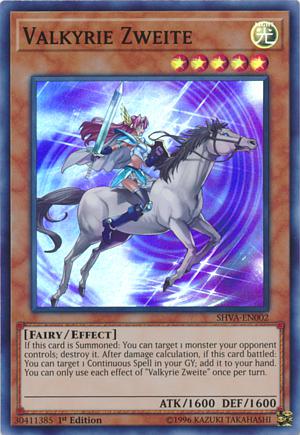 Valkyrie Zweite
LIGHT
光
SHVA-EN002
[Fairy/Effect]
If this card is Summoned: You can target 1 monster your opponent
controls; destroy it. After damage calculation, if this card battled:
You can target 1 Continuous Spell in your GY; add it to your hand.
You can only use each effect of "Valkyrie Zweite" once per turn.
ATK/1600 DEF/1600
30411385 1st Edition ©1996 KAZUKI TAKAHASHI